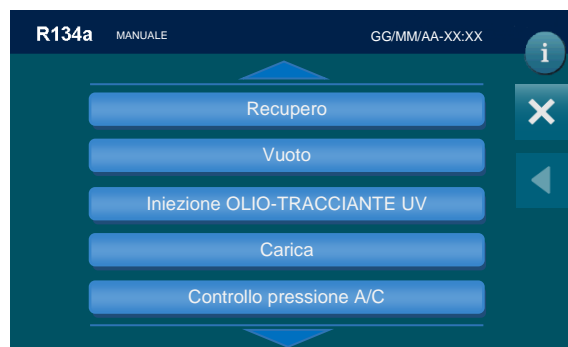 R134a MANUALE GG/MM/AA-XX:XX
i
Recupero
Vuoto
Iniezione OLIO-TRACCIANTE UV
Carica
Controllo pressione A/C